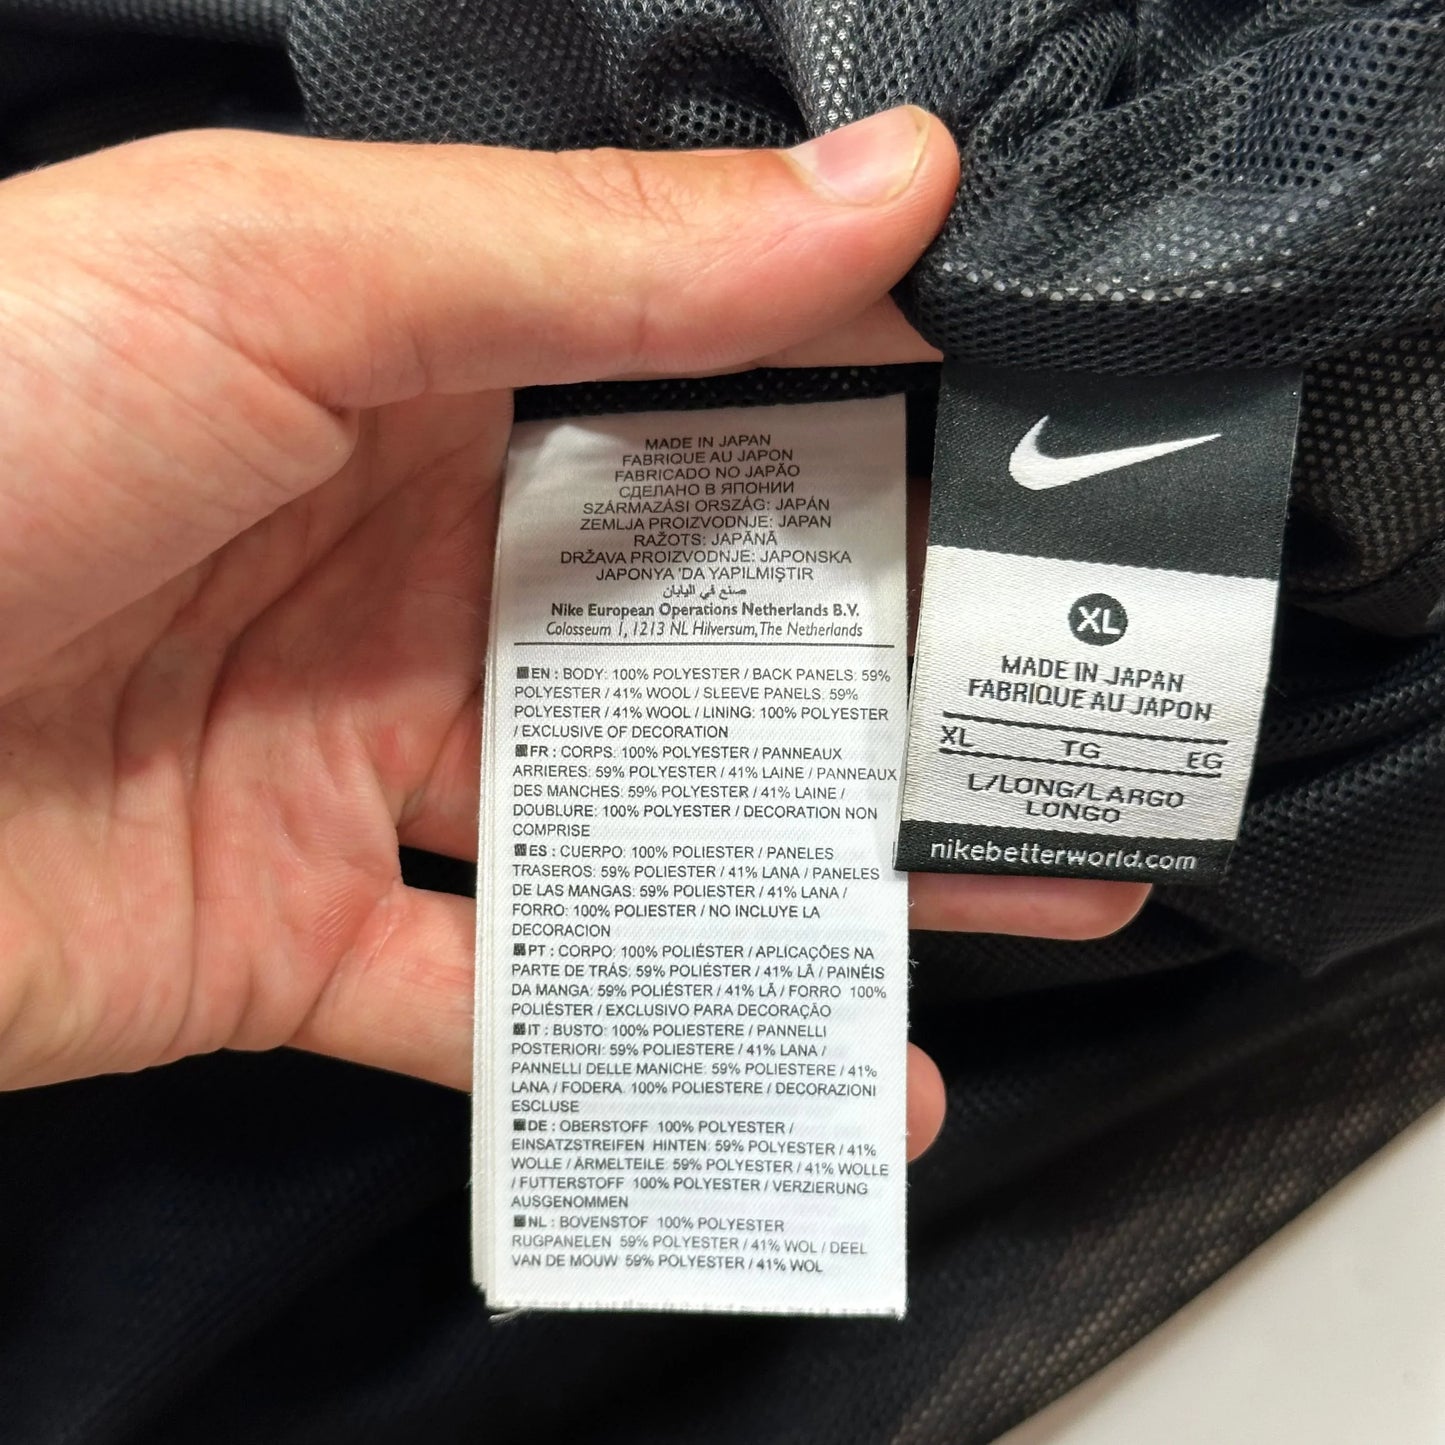 MADE IN JAPAN
FABRIQUE AU JAPON
FABRICADO NO JAPÃO
СДЕЛАНО В ЯПОНИИ
SZÁRMAZÁSI ORSZÁG: JAPÁN
ZEMLJA PROIZVODNJE: JAPAN
RAŽOTS: JAPĀNĀ
DRŽAVA PROIZVODNJE: JAPONSKA
JAPONYA 'DA YAPILMIŞTIR
صنع في اليابان
Nike European Operations Netherlands B.V.
Colosseum 1, 1213 NL Hilversum, The Netherlands
EN : BODY: 100% POLYESTER / BACK PANELS: 59%
POLYESTER / 41% WOOL / SLEEVE PANELS: 59%
POLYESTER / 41% WOOL / LINING: 100% POLYESTER
/ EXCLUSIVE OF DECORATION
FR : CORPS: 100% POLYESTER / PANNEAUX
ARRIERES: 59% POLYESTER / 41% LAINE / PANNEAUX
DES MANCHES: 59% POLYESTER / 41% LAINE /
DOUBLURE: 100% POLYESTER / DECORATION NON
COMPRISE
ES : CUERPO: 100% POLIESTER / PANELES
TRASEROS: 59% POLIESTER / 41% LANA / PANELES
DE LAS MANGAS: 59% POLIESTER / 41% LANA /
FORRO: 100% POLIESTER / NO INCLUYE LA
DECORACION
PT : CORPO: 100% POLIÉSTER / APLICAÇÕES NA
PARTE DE TRÁS: 59% POLIÉSTER / 41% LÃ / PAINÉIS
DA MANGA: 59% POLIÉSTER / 41% LÃ / FORRO 100%
POLIÉSTER / EXCLUSIVO PARA DECORAÇÃO
IT : BUSTO: 100% POLIESTERE / PANNELLI
POSTERIORI: 59% POLIESTERE / 41% LANA /
PANNELLI DELLE MANICHE: 59% POLIESTERE / 41%
LANA / FODERA: 100% POLIESTERE / DECORAZIONI
ESCLUSE
DE : OBERSTOFF 100% POLYESTER /
EINSATZSTREIFEN HINTEN: 59% POLYESTER / 41%
WOLLE / ÄRMELTEILE: 59% POLYESTER / 41% WOLLE
/ FUTTERSTOFF 100% POLYESTER / VERZIERUNG
AUSGENOMMEN
NL : BOVENSTOF 100% POLYESTER
RUGPANELEN 59% POLYESTER / 41% WOL / DEEL
VAN DE MOUW 59% POLYESTER / 41% WOL
XL
MADE IN JAPAN
FABRIQUE AU JAPON
XL TG EG
L/LONG/LARGO
LONGO
nikebetterworld.com